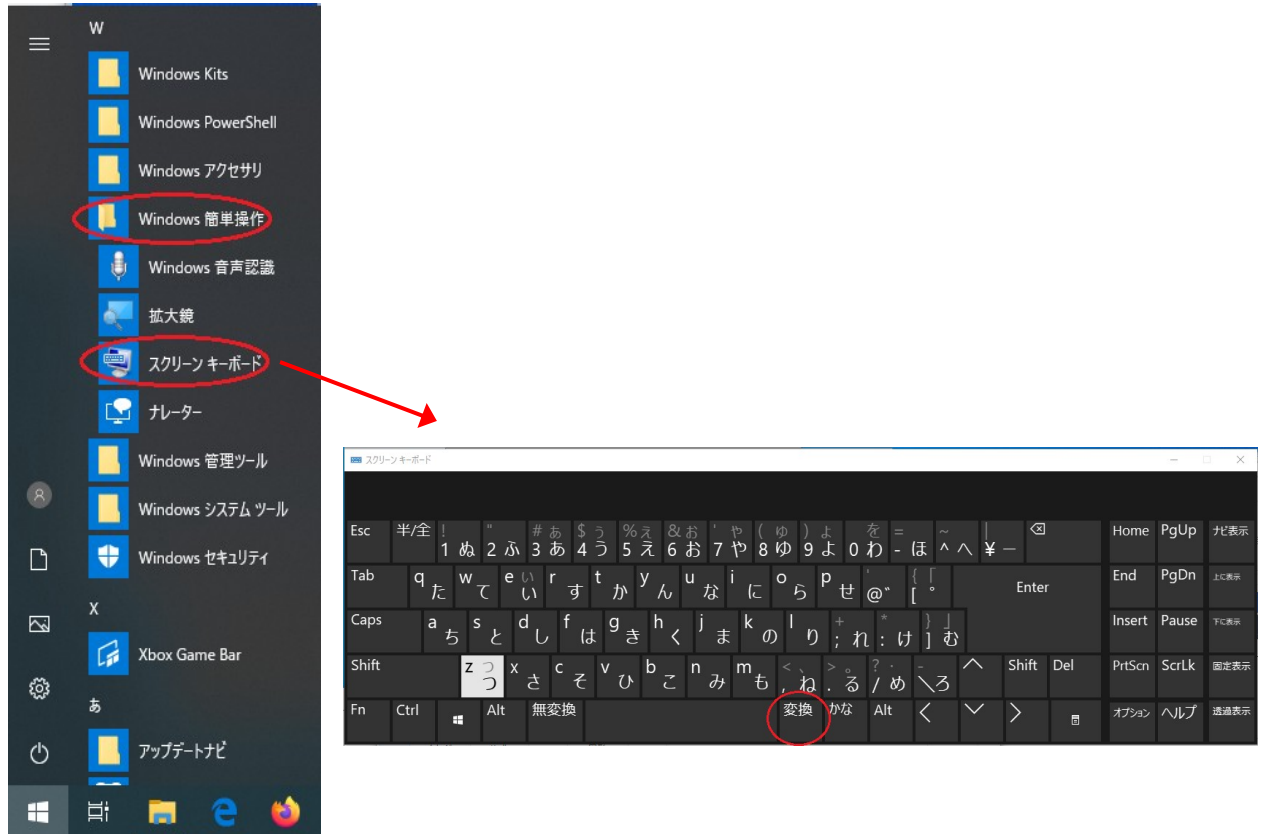 W
Windows Kits
Windows PowerShell
Windows アクセサリ
Windows 簡単操作
Windows 音声認識
拡大鏡
スクリーン キーボード
ナレーター
Windows 管理ツール
Windows システム ツール
Windows セキュリティ
X
Xbox Game Bar
あ
アップデートナビ
スクリーン キーボード
Esc 半/全 ! 1 ぬ " 2 ふ # ぁ 3 あ $ ぅ 4 う % ぇ 5 え & ぉ 6 お ' ゃ 7 や ( ゅ 8 ゆ ) ょ 9 よ を 0 わ = - ほ ~ ^ へ | ¥ ー Home PgUp ナビ表示
Tab q た w て e ぃ い r す t か y ん u な i に o ら p せ ' @ ゛ { 「 [ ゜ Enter End PgDn 上に表示
Caps a ち s と d し f は g き h く j ま k の l り + ; れ * : け } 」 ] む Insert Pause 下に表示
Shift z っ つ x さ c そ v ひ b こ n み m も < 、 , ね > 。 . る ? ・ / め _ \ ろ Shift Del PrtScn ScrLk 固定表示
Fn Ctrl Alt 無変換 変換 かな Alt オプション ヘルプ 透過表示